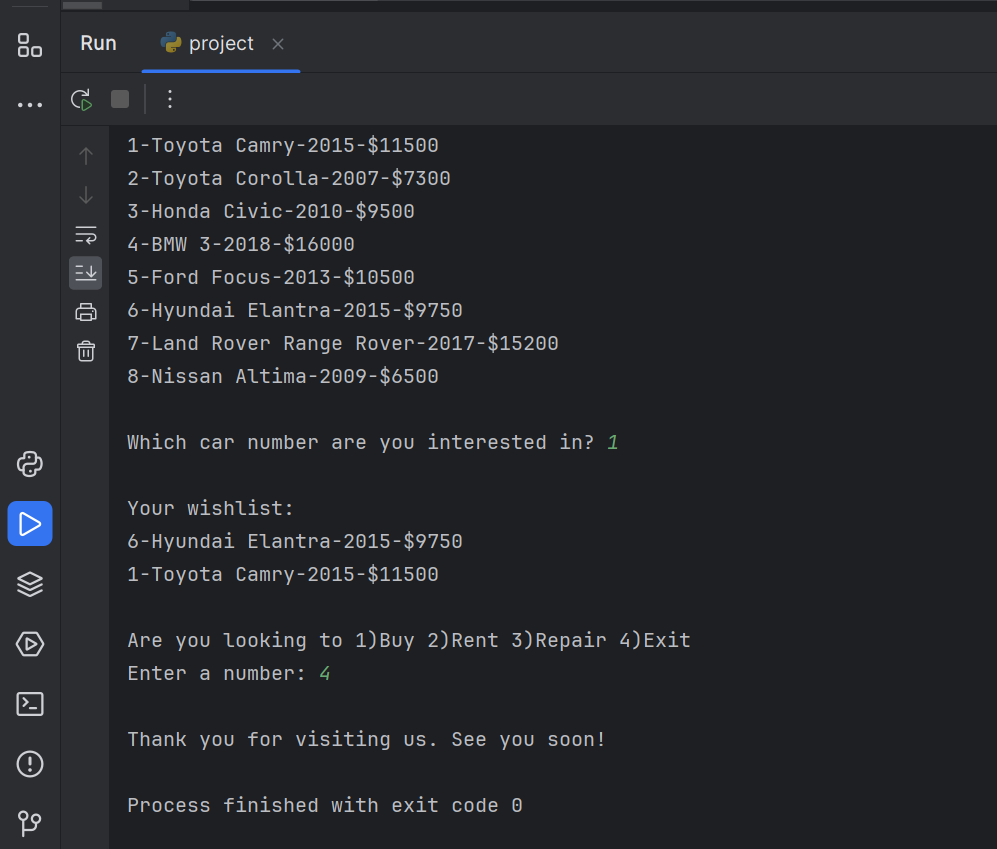 Run
project
1-Toyota Camry-2015-$11500
2-Toyota Corolla-2007-$7300
3-Honda Civic-2010-$9500
4-BMW 3-2018-$16000
5-Ford Focus-2013-$10500
6-Hyundai Elantra-2015-$9750
7-Land Rover Range Rover-2017-$15200
8-Nissan Altima-2009-$6500
Which car number are you interested in? 1
Your wishlist:
6-Hyundai Elantra-2015-$9750
1-Toyota Camry-2015-$11500
Are you looking to 1)Buy 2)Rent 3)Repair 4)Exit
Enter a number: 4
Thank you for visiting us. See you soon!
Process finished with exit code 0